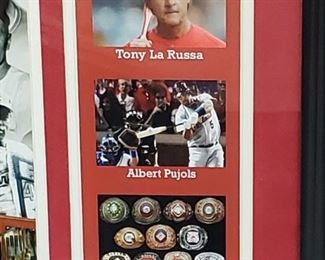 Tony La Russa
Albert Pujols